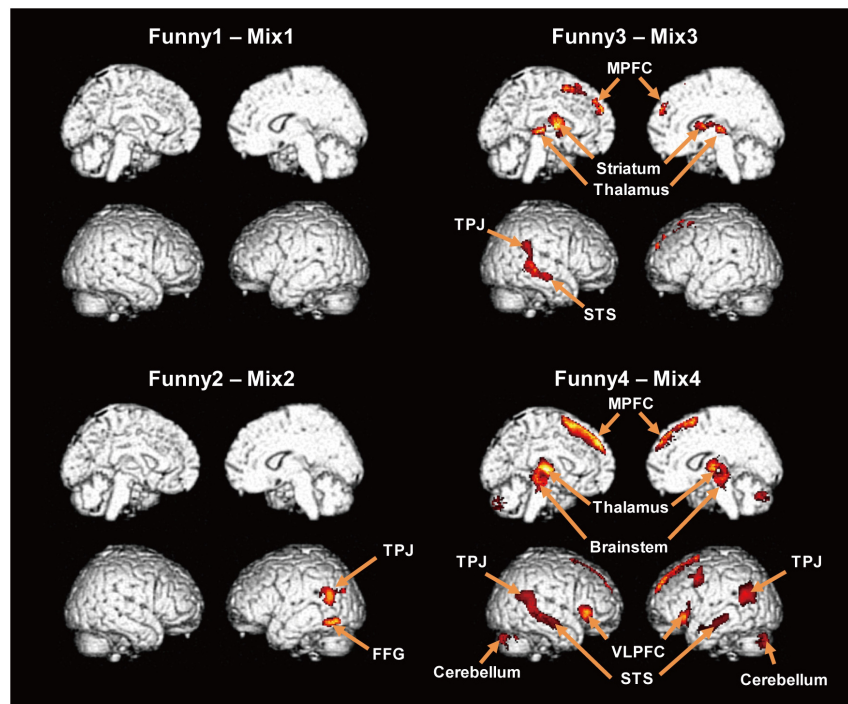 Funny1 – Mix1
Funny3 – Mix3
MPFC
Striatum
Thalamus
TPJ
STS
Funny2 – Mix2
TPJ
FFG
Funny4 – Mix4
MPFC
Thalamus
Brainstem
TPJ
TPJ
VLPFC
STS
Cerebellum
Cerebellum